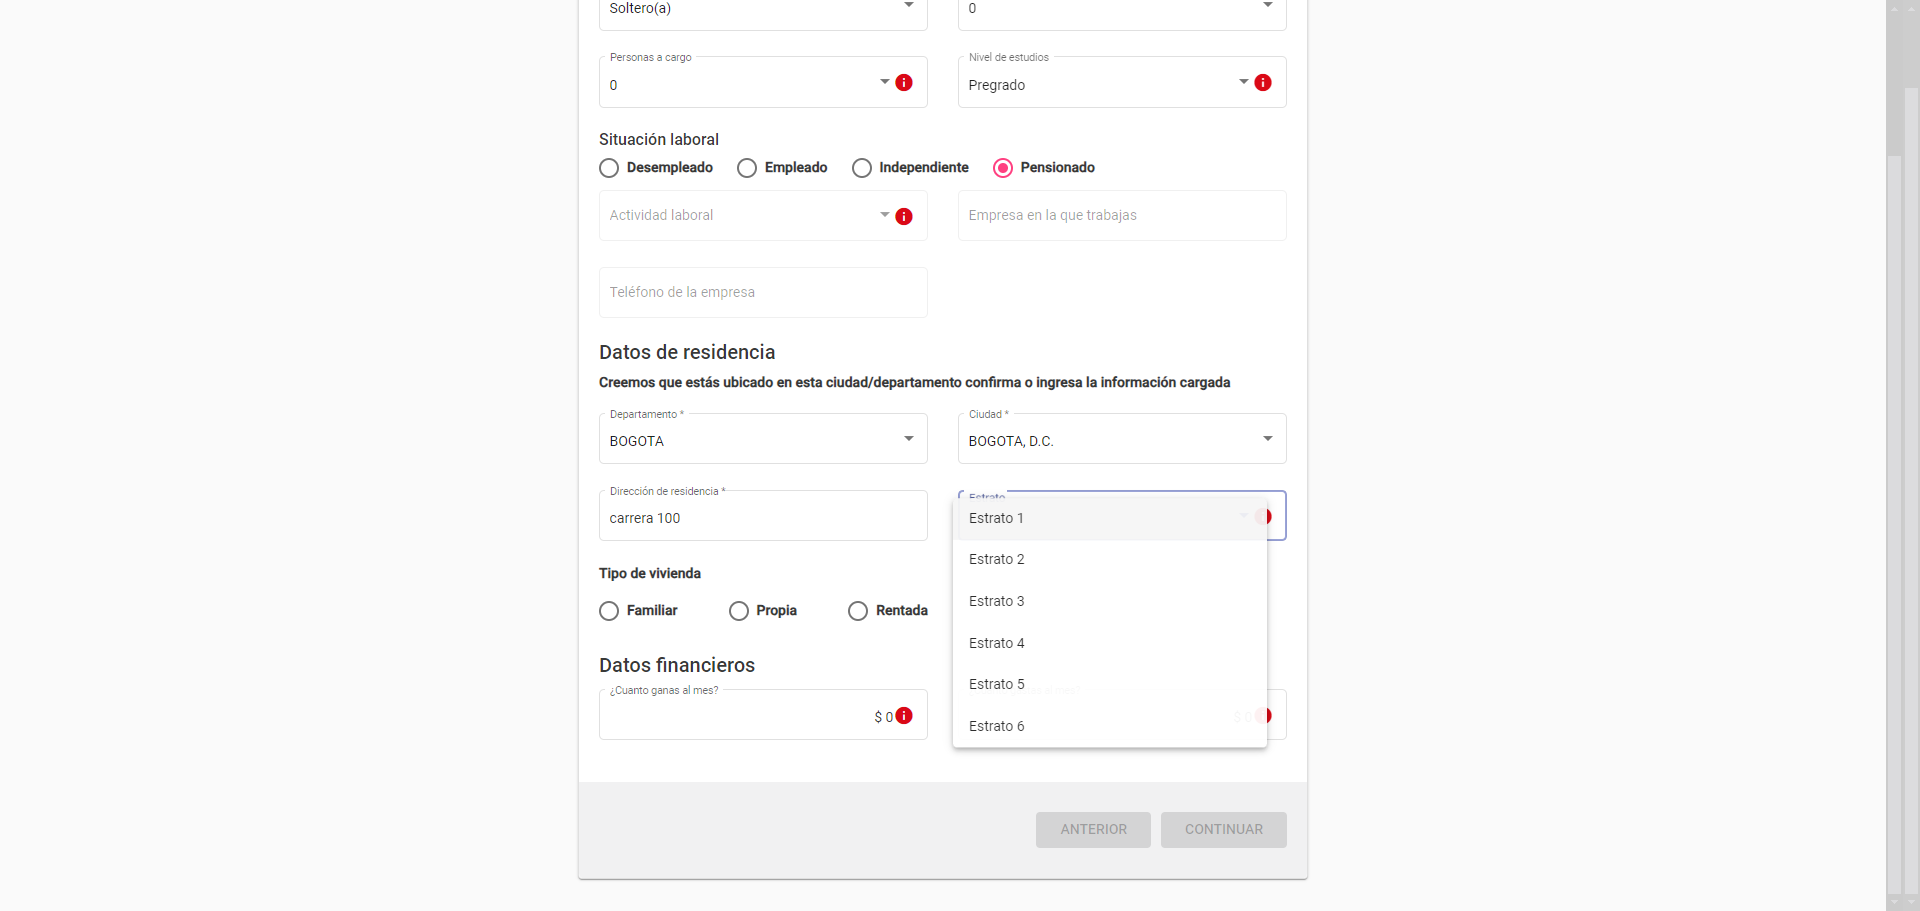 Soltero(a)
0
Personas a cargo
0
Nivel de estudios
Pregrado
Situación laboral
Desempleado
Empleado
Independiente
Pensionado
Actividad laboral
Empresa en la que trabajas
Teléfono de la empresa
Datos de residencia
Creemos que estás ubicado en esta ciudad/departamento confirma o ingresa la información cargada
Departamento *
BOGOTA
Ciudad *
BOGOTA, D.C.
Dirección de residencia *
carrera 100
Estrato
Estrato 1
Estrato 2
Estrato 3
Estrato 4
Estrato 5
Estrato 6
Tipo de vivienda
Familiar
Propia
Rentada
Datos financieros
¿Cuanto ganas al mes?
$ 0
$ 0
ANTERIOR
CONTINUAR